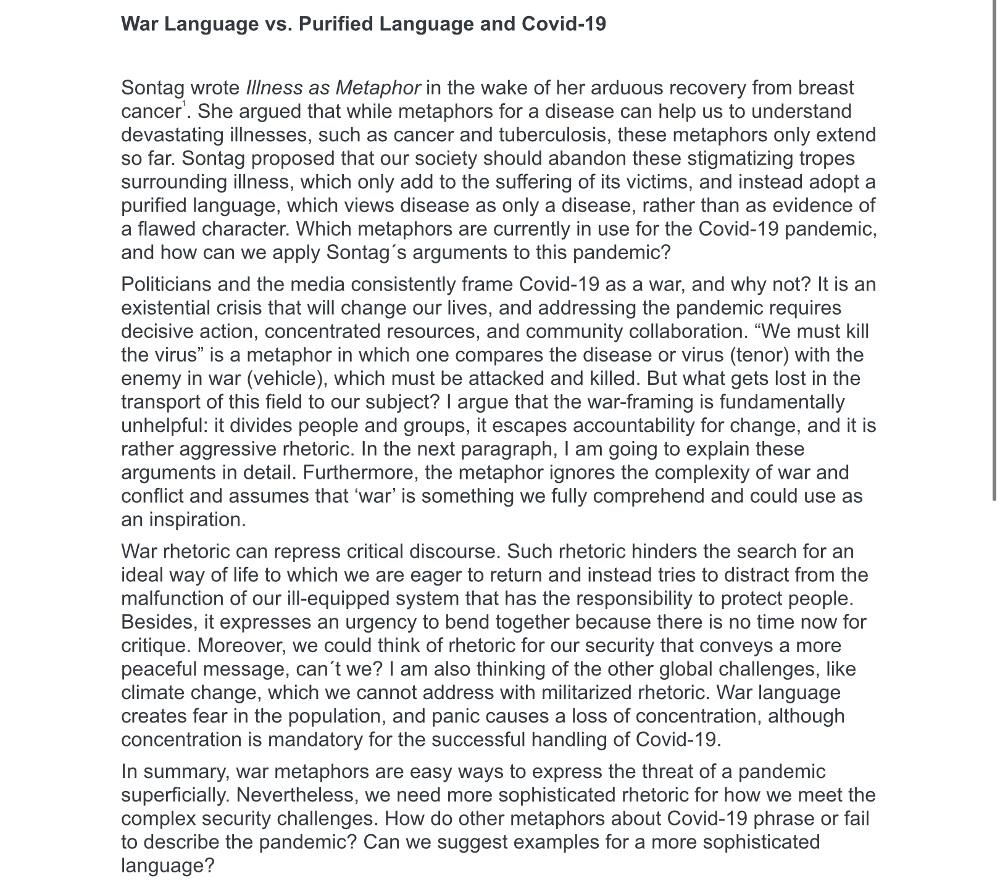 War Language vs. Purified Language and Covid-19
Sontag wrote Illness as Metaphor in the wake of her arduous recovery from breast
cancer¹. She argued that while metaphors for a disease can help us to understand
devastating illnesses, such as cancer and tuberculosis, these metaphors only extend
so far. Sontag proposed that our society should abandon these stigmatizing tropes
surrounding illness, which only add to the suffering of its victims, and instead adopt a
purified language, which views disease as only a disease, rather than as evidence of
a flawed character. Which metaphors are currently in use for the Covid-19 pandemic,
and how can we apply Sontag´s arguments to this pandemic?
Politicians and the media consistently frame Covid-19 as a war, and why not? It is an
existential crisis that will change our lives, and addressing the pandemic requires
decisive action, concentrated resources, and community collaboration. “We must kill
the virus” is a metaphor in which one compares the disease or virus (tenor) with the
enemy in war (vehicle), which must be attacked and killed. But what gets lost in the
transport of this field to our subject? I argue that the war-framing is fundamentally
unhelpful: it divides people and groups, it escapes accountability for change, and it is
rather aggressive rhetoric. In the next paragraph, I am going to explain these
arguments in detail. Furthermore, the metaphor ignores the complexity of war and
conflict and assumes that ‘war’ is something we fully comprehend and could use as
an inspiration.
War rhetoric can repress critical discourse. Such rhetoric hinders the search for an
ideal way of life to which we are eager to return and instead tries to distract from the
malfunction of our ill-equipped system that has the responsibility to protect people.
Besides, it expresses an urgency to bend together because there is no time now for
critique. Moreover, we could think of rhetoric for our security that conveys a more
peaceful message, can´t we? I am also thinking of the other global challenges, like
climate change, which we cannot address with militarized rhetoric. War language
creates fear in the population, and panic causes a loss of concentration, although
concentration is mandatory for the successful handling of Covid-19.
In summary, war metaphors are easy ways to express the threat of a pandemic
superficially. Nevertheless, we need more sophisticated rhetoric for how we meet the
complex security challenges. How do other metaphors about Covid-19 phrase or fail
to describe the pandemic? Can we suggest examples for a more sophisticated
language?